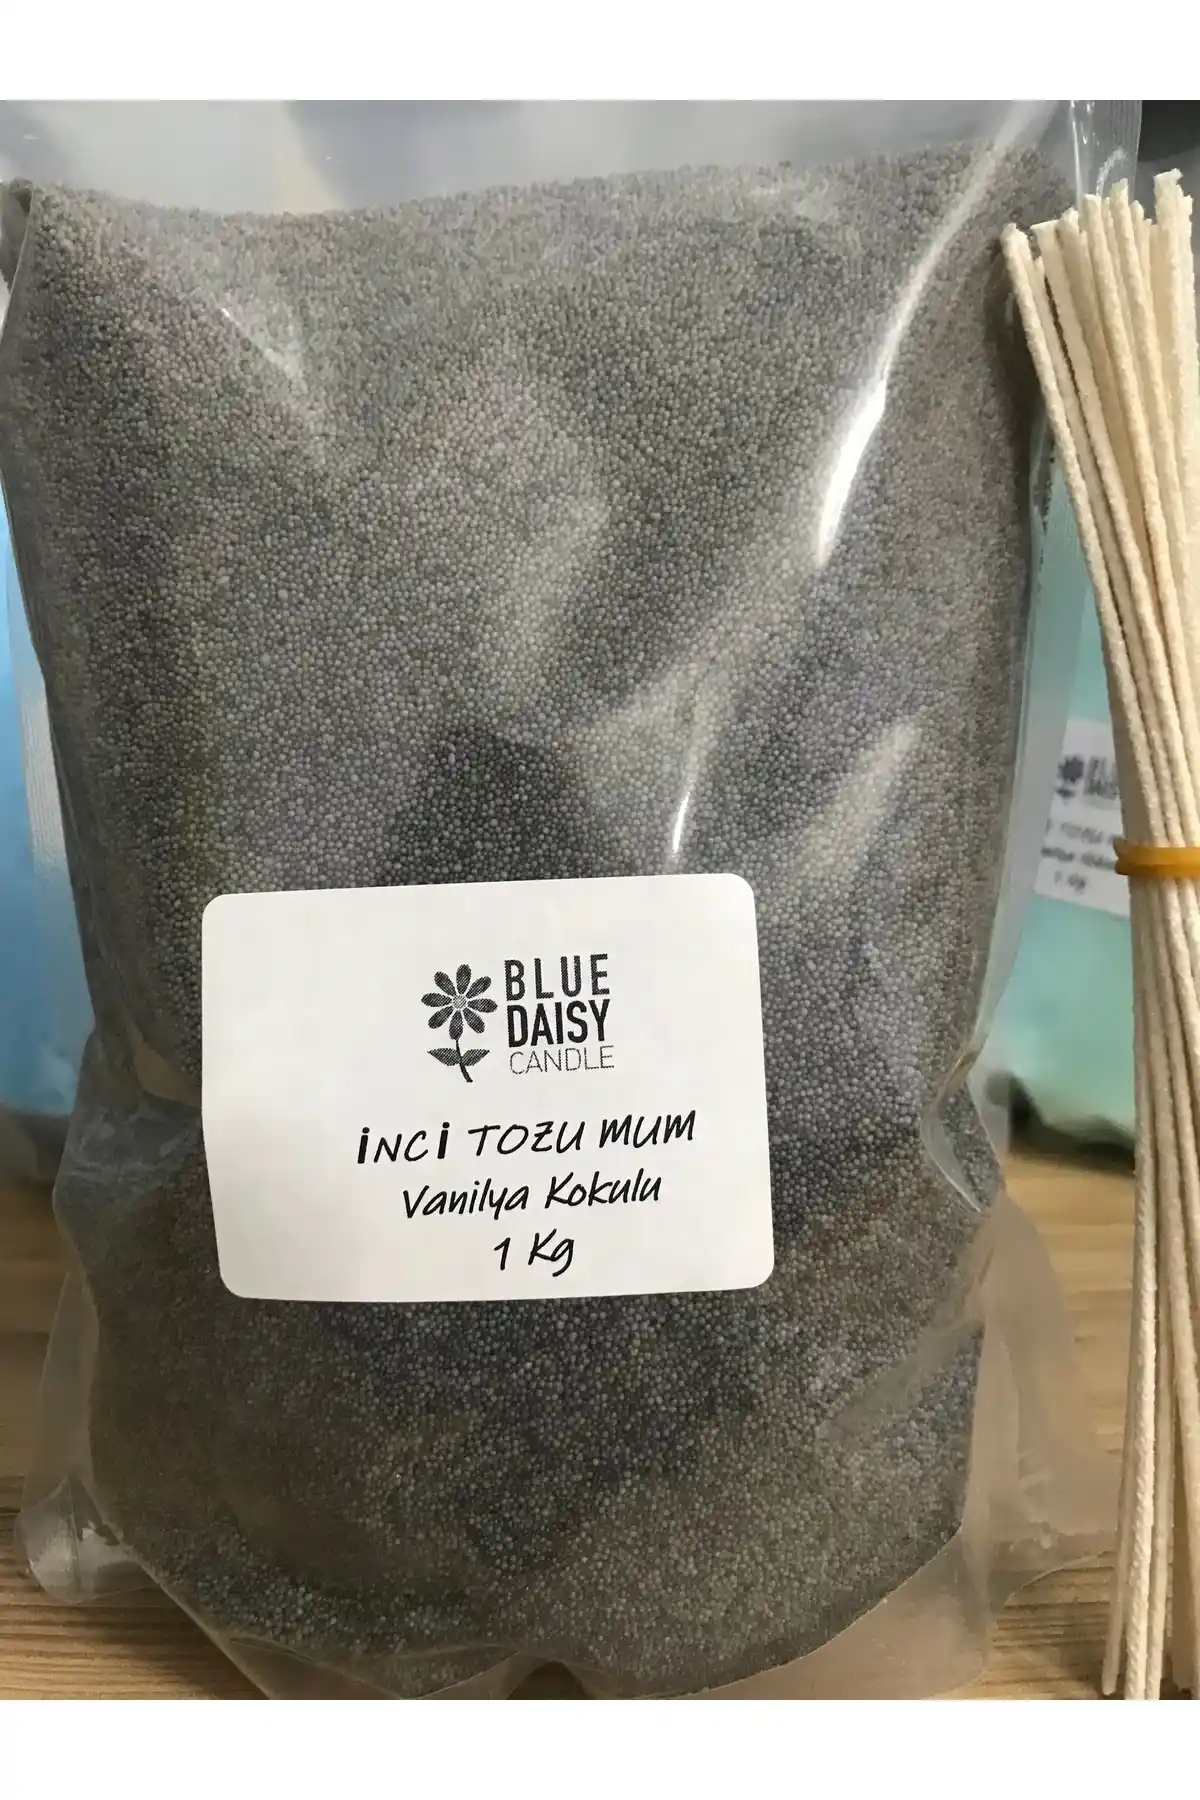 BLUE
DAISY
CANDLE
İNCİ TOZU MUM
Vanilya Kokulu
1 Kg